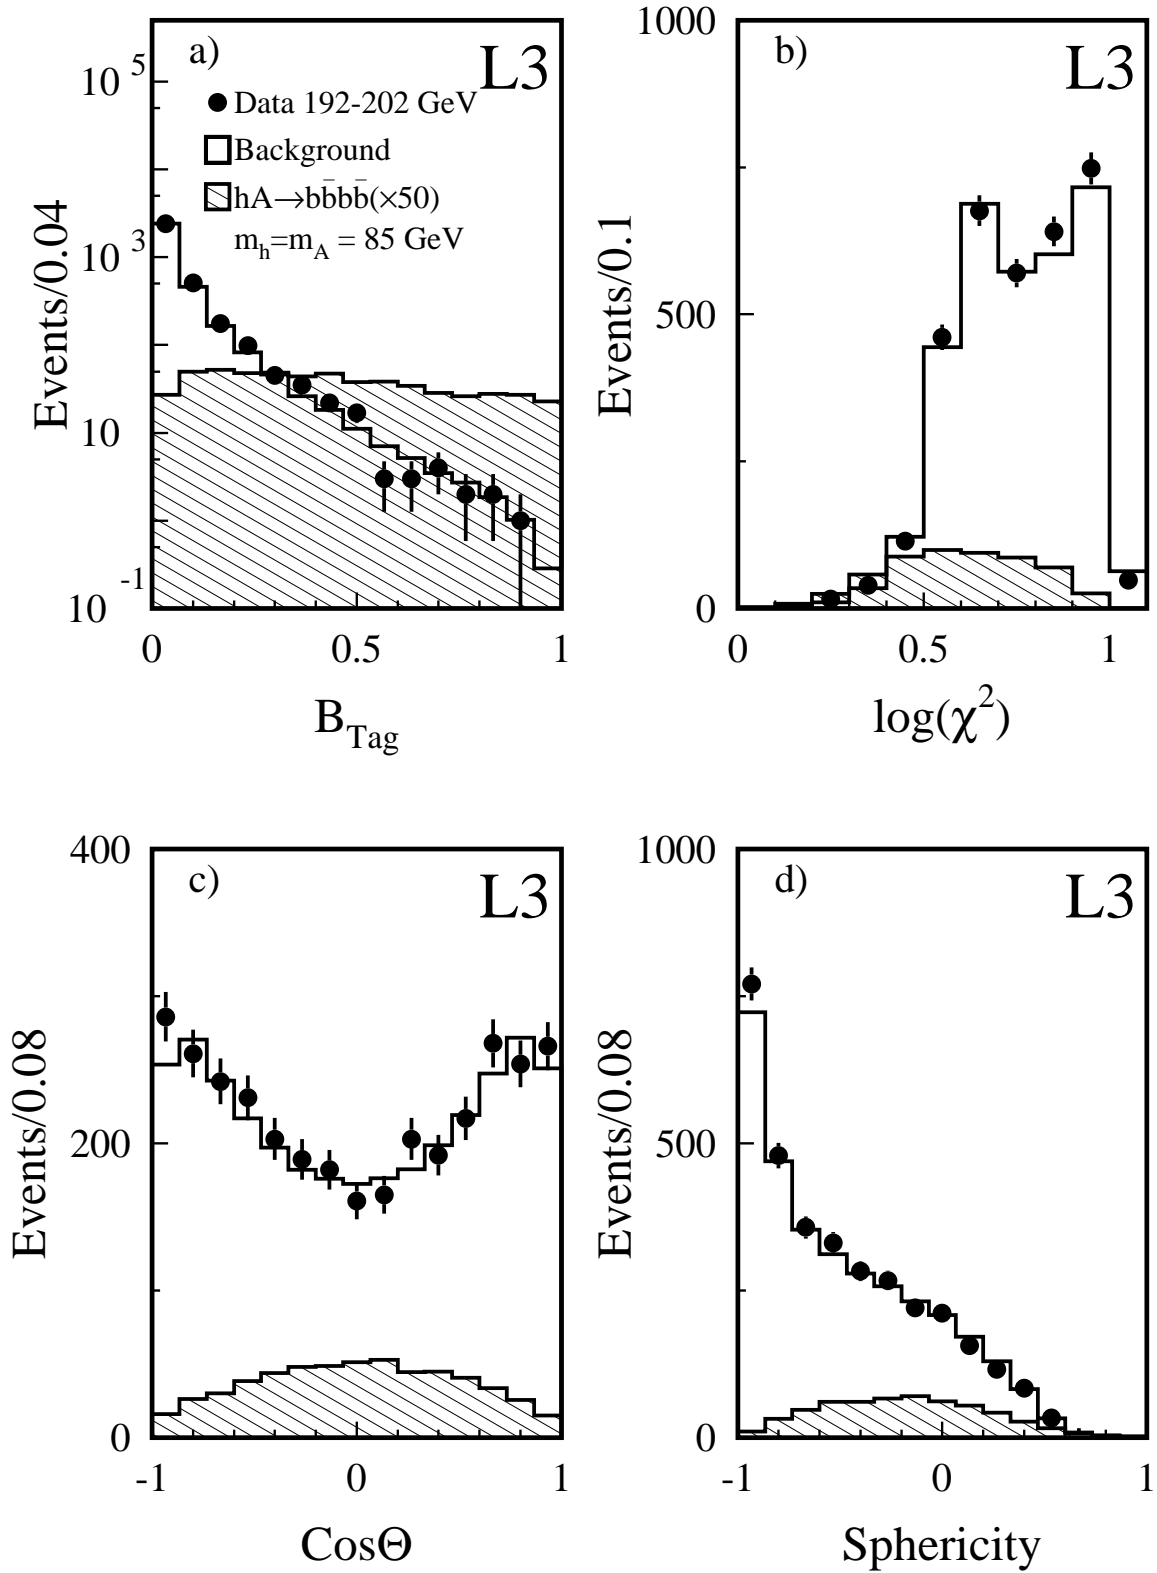 a)
L3
10^5
10^3
10
10^-1
Events/0.04
Data 192-202 GeV
Background
hA→bb̄bb̄(×50)
m_h=m_A = 85 GeV
0 0.5 1
B_Tag
b)
L3
1000
500
0
Events/0.1
0 0.5 1
log(χ^2)
c)
L3
400
200
0
Events/0.08
-1 0 1
CosΘ
d)
L3
1000
500
0
Events/0.08
-1 0 1
Sphericity